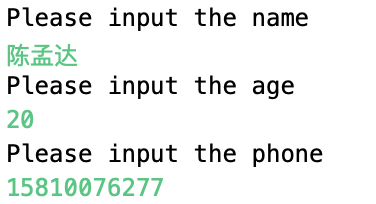 Please input the name
陈孟达
Please input the age
20
Please input the phone
15810076277